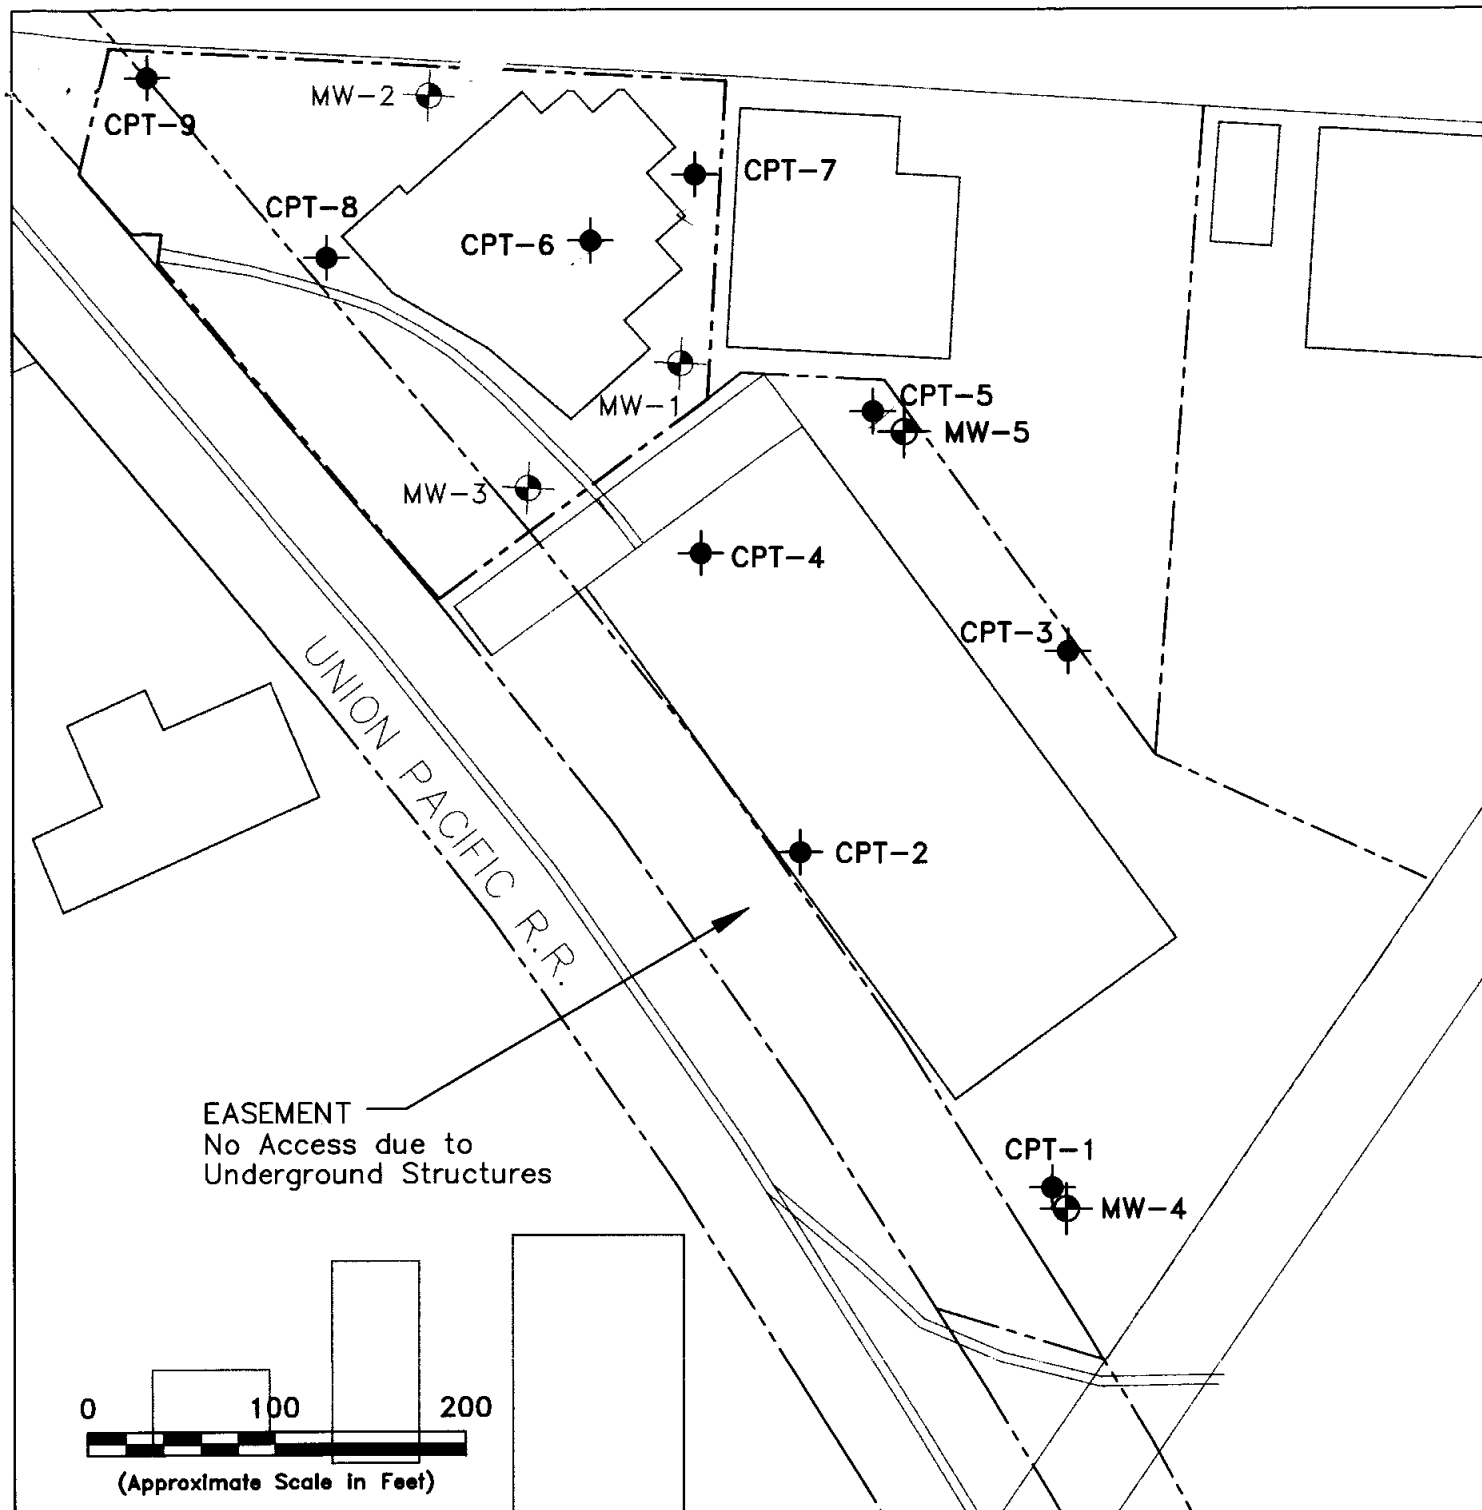 MW-2
CPT-9
CPT-7
CPT-8
CPT-6
MW-1
CPT-5
MW-5
MW-3
CPT-4
CPT-3
UNION PACIFIC R.R.
CPT-2
EASEMENT
No Access due to
Underground Structures
CPT-1
MW-4
0 100 200
(Approximate Scale in Feet)